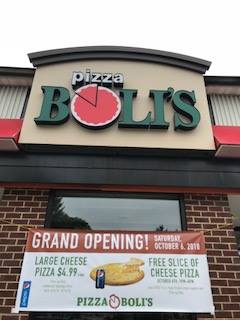 pizza
BOLI'S
GRAND OPENING!
SATURDAY,
OCTOBER 6, 2018
LARGE CHEESE
PIZZA $4.99
FREE SLICE OF
CHEESE PIZZA
PIZZA BOLI'S